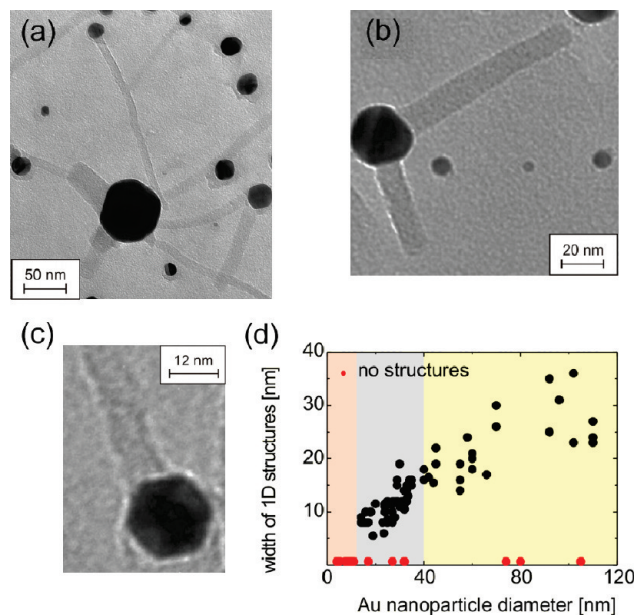 (a)
50 nm
(b)
20 nm
(c)
12 nm
(d)
width of 1D structures [nm]
40
30
20
10
no structures
0
40
80
120
Au nanoparticle diameter [nm]